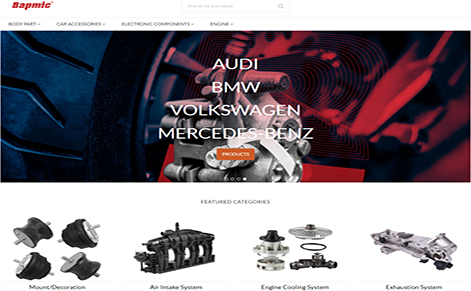 Bapmic
Search for a product
BODY PART
CAR ACCESSORIES
ELECTRONIC COMPONENTS
ENGINE
AUDI
BMW
VOLKSWAGEN
MERCEDES-BENZ
PRODUCTS
FEATURED CATEGORIES
Mount/Decoration
Air Intake System
Engine Cooling System
Exhaustion System